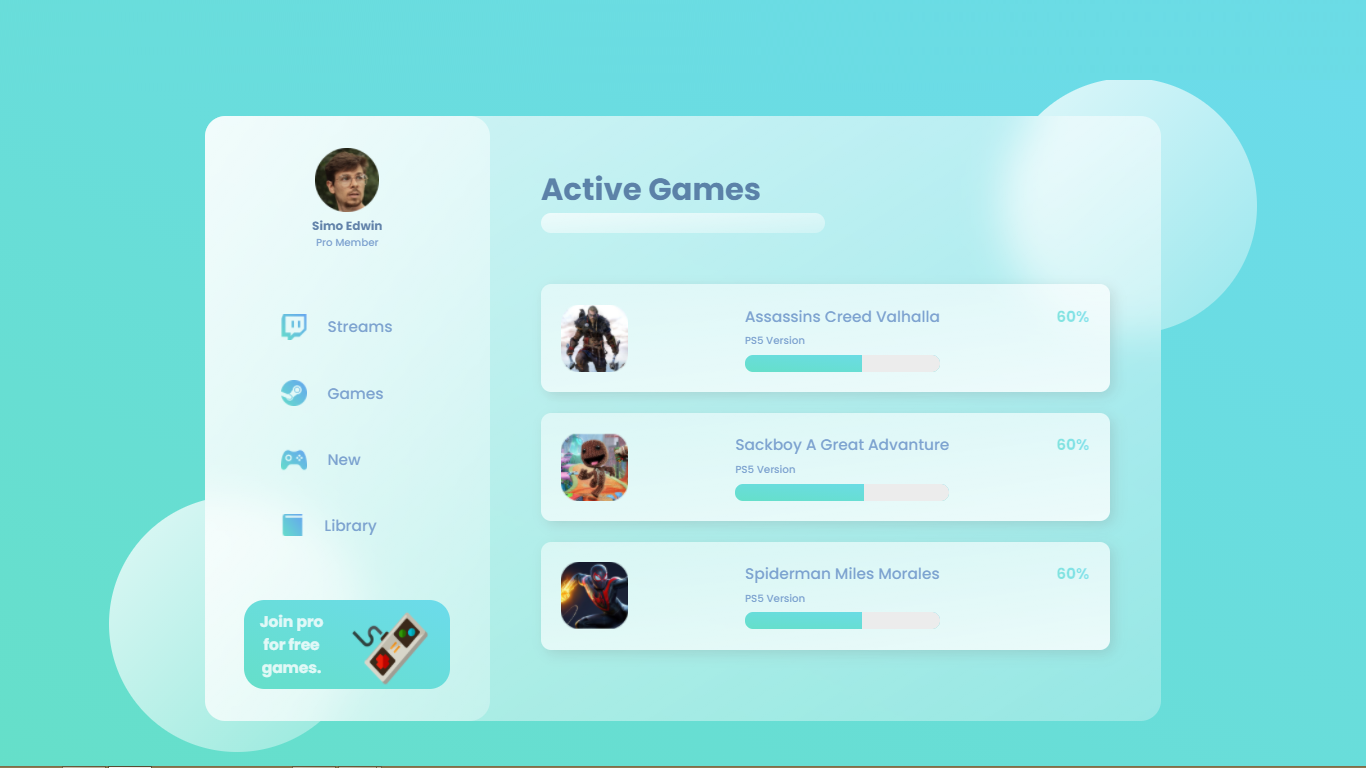 Simo Edwin
Pro Member
Streams
Games
New
Library
Join pro
for free
games.
Active Games
Assassins Creed Valhalla
60%
PS5 Version
Sackboy A Great Advanture
60%
PS5 Version
Spiderman Miles Morales
60%
PS5 Version